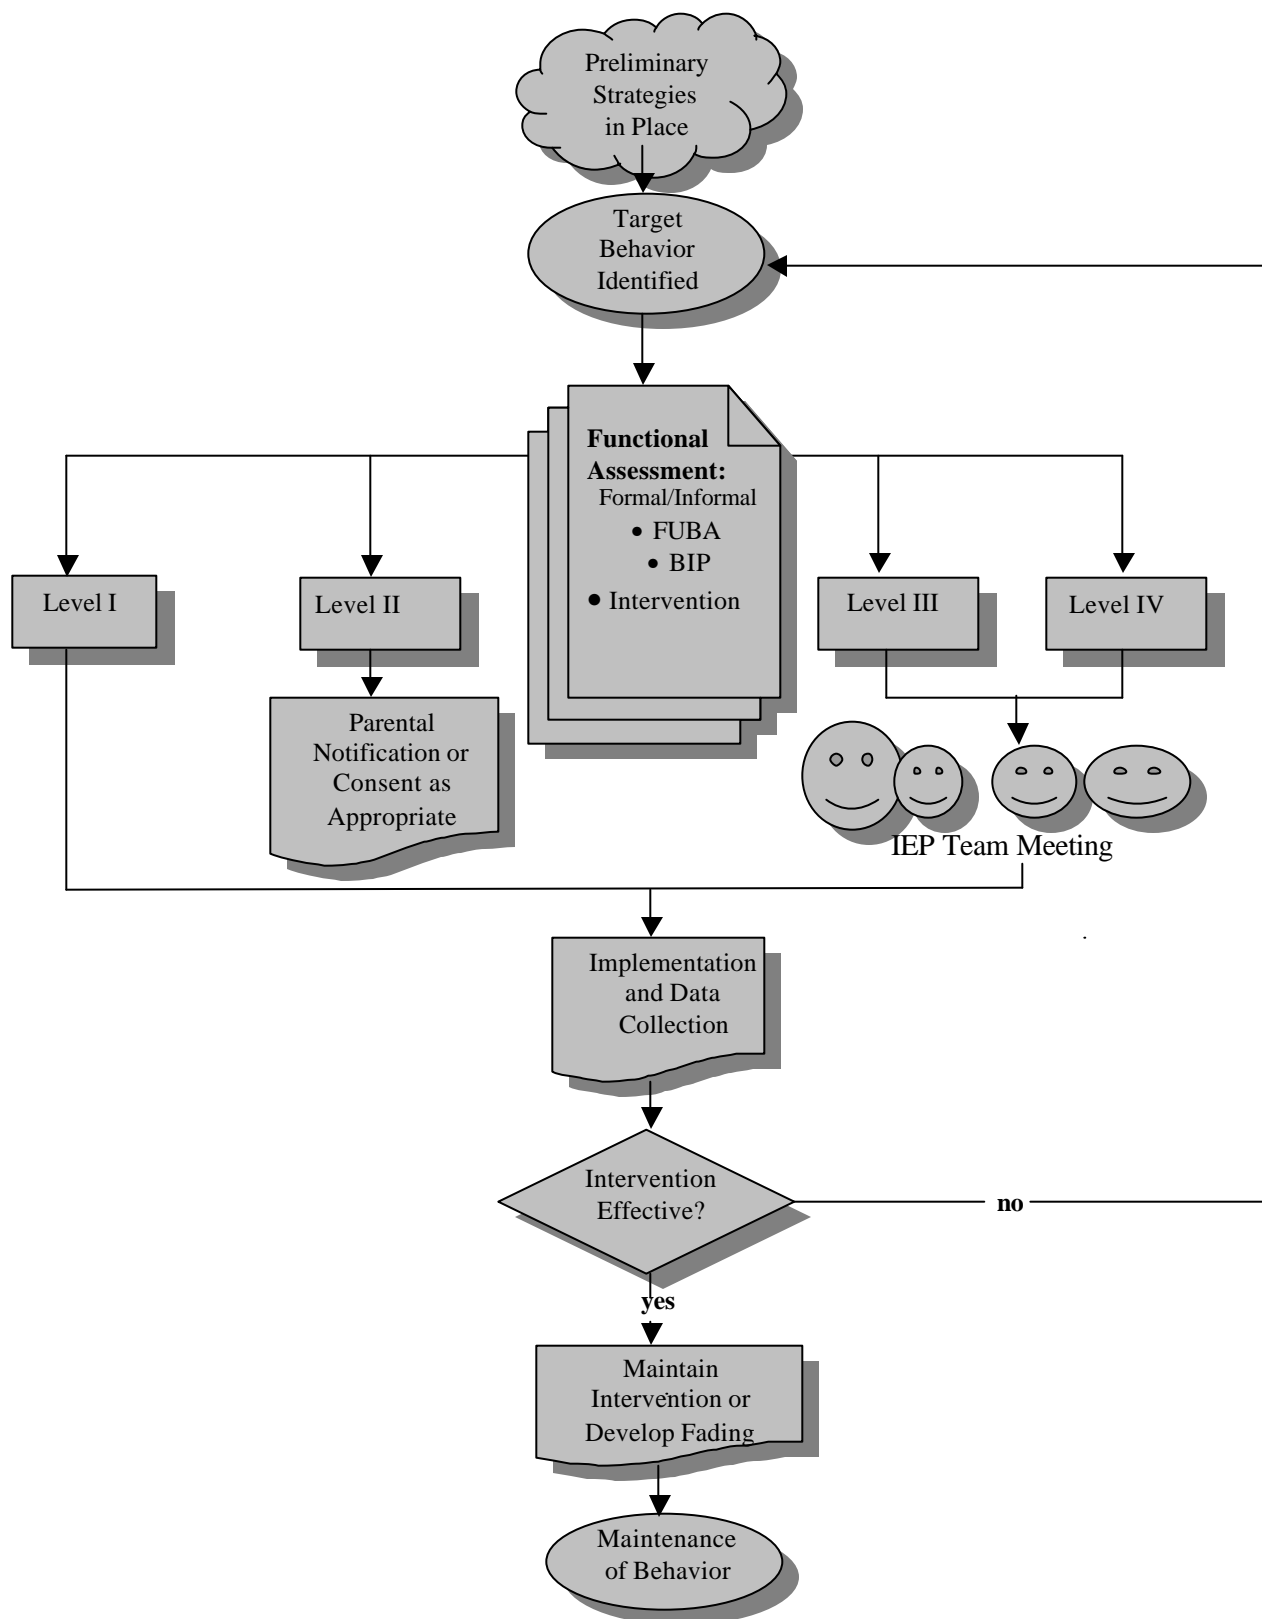 Preliminary
Strategies
in Place
Target
Behavior
Identified
Functional
Assessment:
Formal/Informal
• FUBA
• BIP
• Intervention
Level I
Level II
Level III
Level IV
Parental
Notification or
Consent as
Appropriate
IEP Team Meeting
Implementation
and Data
Collection
Intervention
Effective?
no
yes
Maintain
Intervention or
Develop Fading
Maintenance
of Behavior